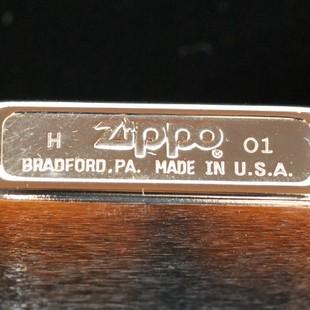 H Zippo® 01
BRADFORD, PA. MADE IN U.S.A.